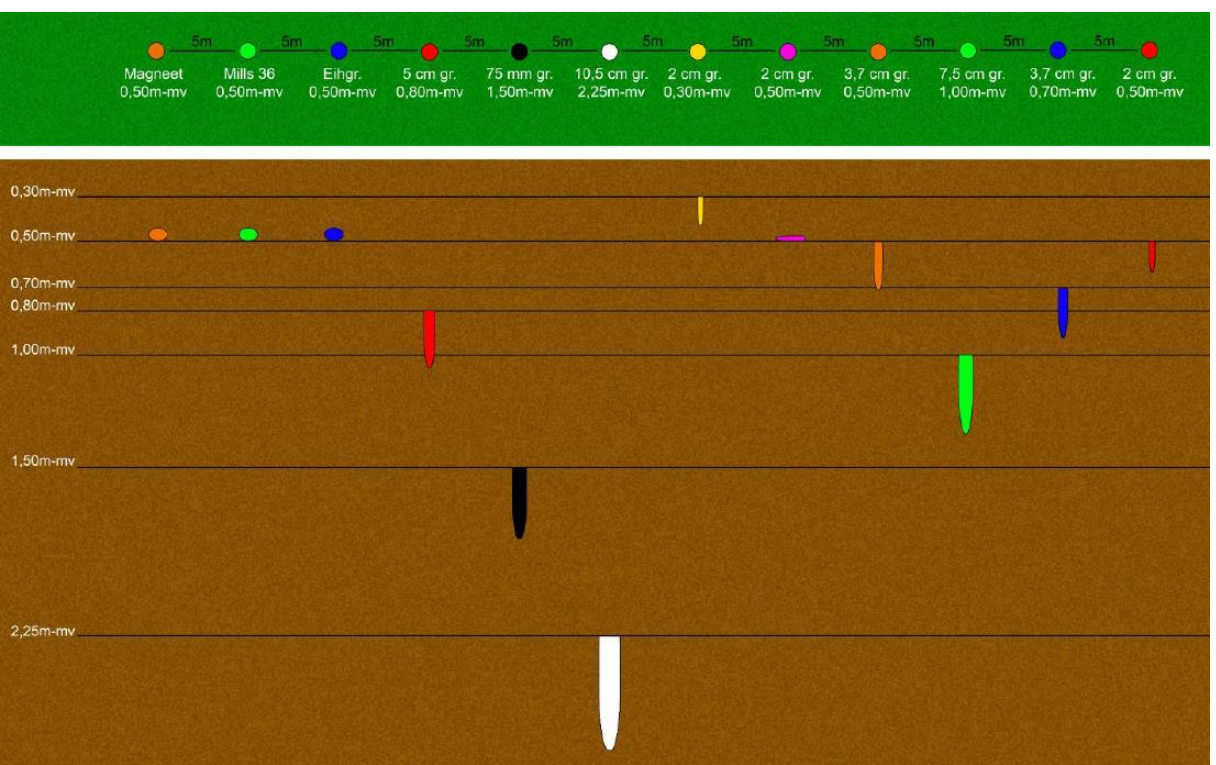 5m 5m 5m 5m 5m 5m 5m 5m 5m 5m 5m
Magneet Mills 36 Eihgr. 5 cm gr. 75 mm gr. 10,5 cm gr. 2 cm gr. 2 cm gr. 3,7 cm gr. 7,5 cm gr. 3,7 cm gr. 2 cm gr.
0,50m-mv 0,50m-mv 0,50m-mv 0,80m-mv 1,50m-mv 2,25m-mv 0,30m-mv 0,50m-mv 0,50m-mv 1,00m-mv 0,70m-mv 0,50m-mv
0,30m-mv
0,50m-mv
0,70m-mv
0,80m-mv
1,00m-mv
1,50m-mv
2,25m-mv